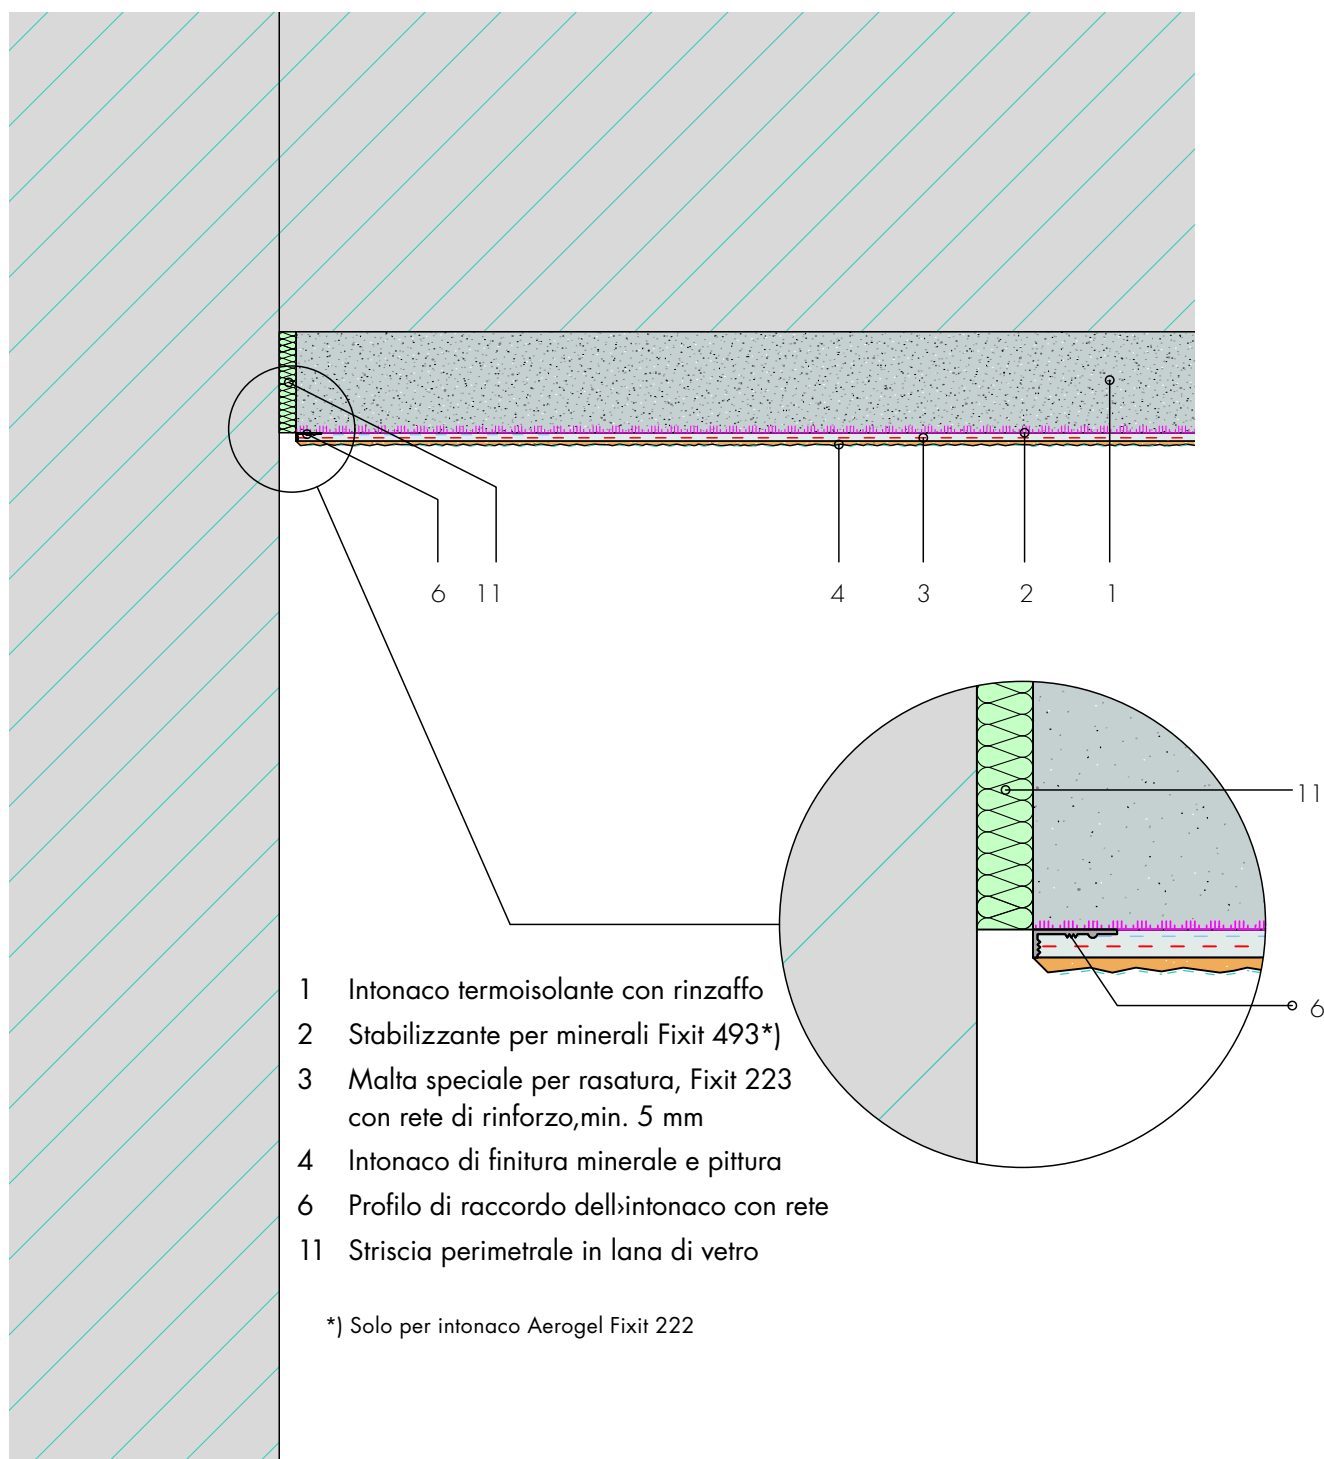 6 11 4 3 2 1
11
6
1 Intonaco termoisolante con rinzaffo
2 Stabilizzante per minerali Fixit 493*)
3 Malta speciale per rasatura, Fixit 223
con rete di rinforzo,min. 5 mm
4 Intonaco di finitura minerale e pittura
6 Profilo di raccordo dell›intonaco con rete
11 Striscia perimetrale in lana di vetro
*) Solo per intonaco Aerogel Fixit 222